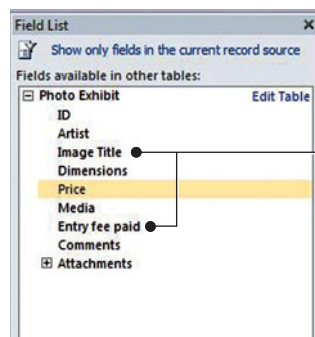 Field List ×
Show only fields in the current record source
Fields available in other tables:
Photo Exhibit Edit Table
ID
Artist
Image Title
Dimensions
Price
Media
Entry fee paid
Comments
Attachments